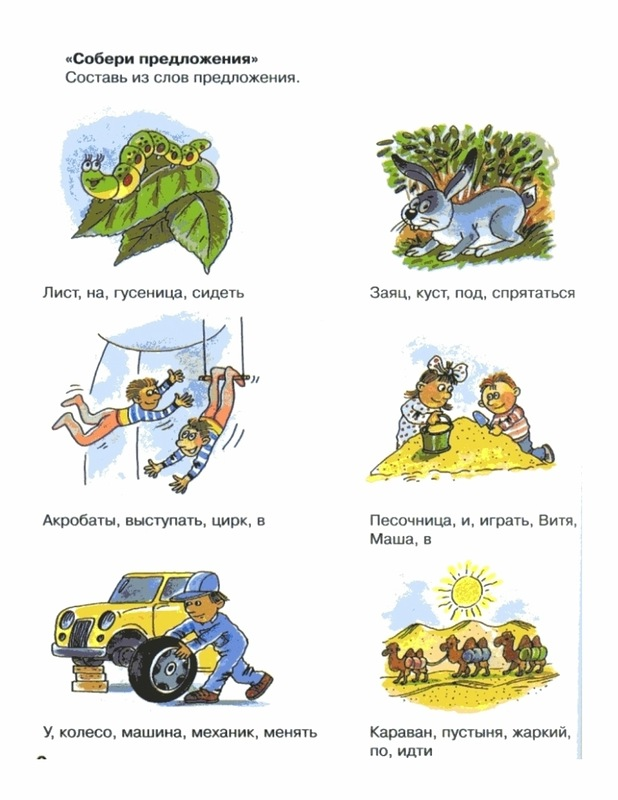 «Собери предложения»
Составь из слов предложения.
Лист, на, гусеница, сидеть
Заяц, куст, под, спрятаться
Акробаты, выступать, цирк, в
Песочница, и, играть, Витя,
Маша, в
У, колесо, машина, механик, менять
Караван, пустыня, жаркий,
по, идти